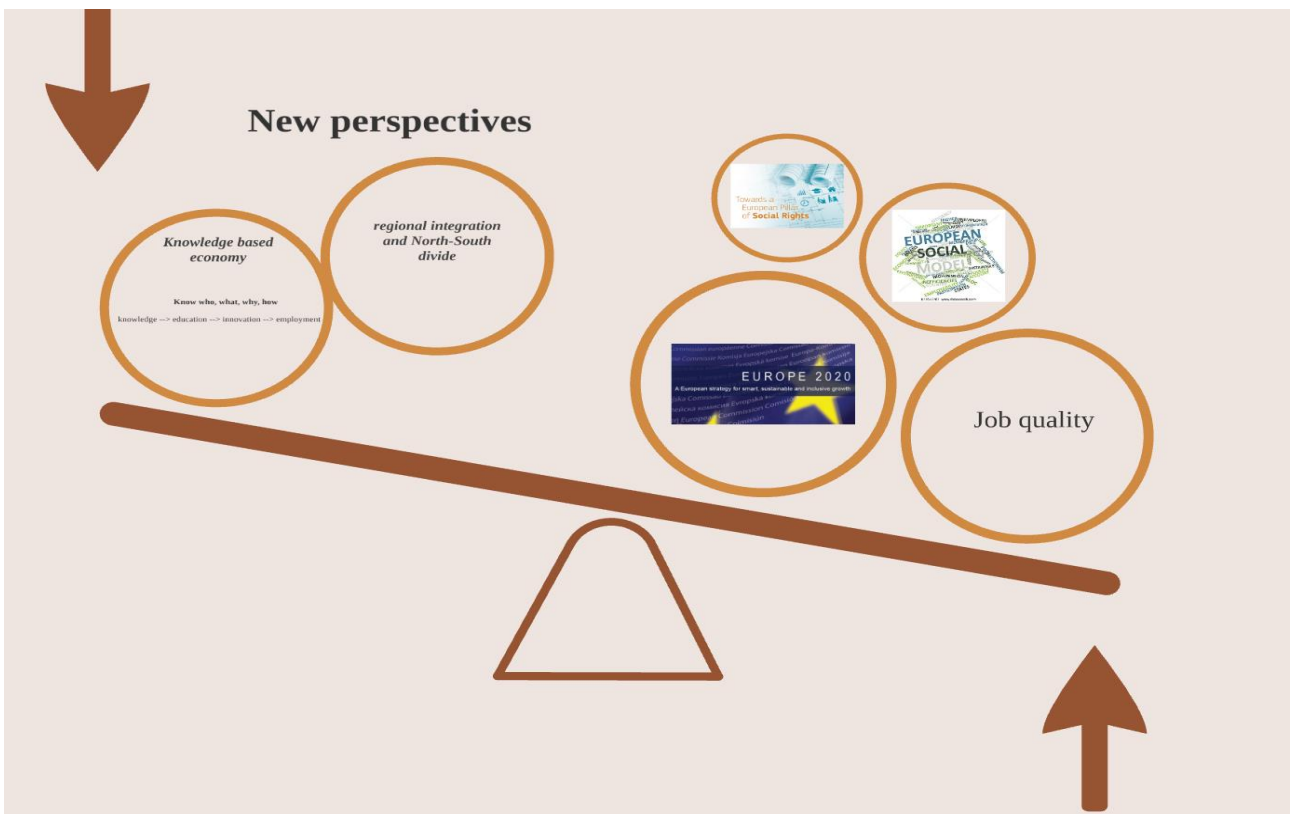 New perspectives
Knowledge based
economy
Know who, what, why, how
knowledge --> education --> innovation --> employment
regional integration
and North-South
divide
Towards a
European Pillar
of Social Rights
EUROPEAN
SOCIAL
MODEL
EUROPE 2020
A European strategy for smart, sustainable and inclusive growth
Job quality